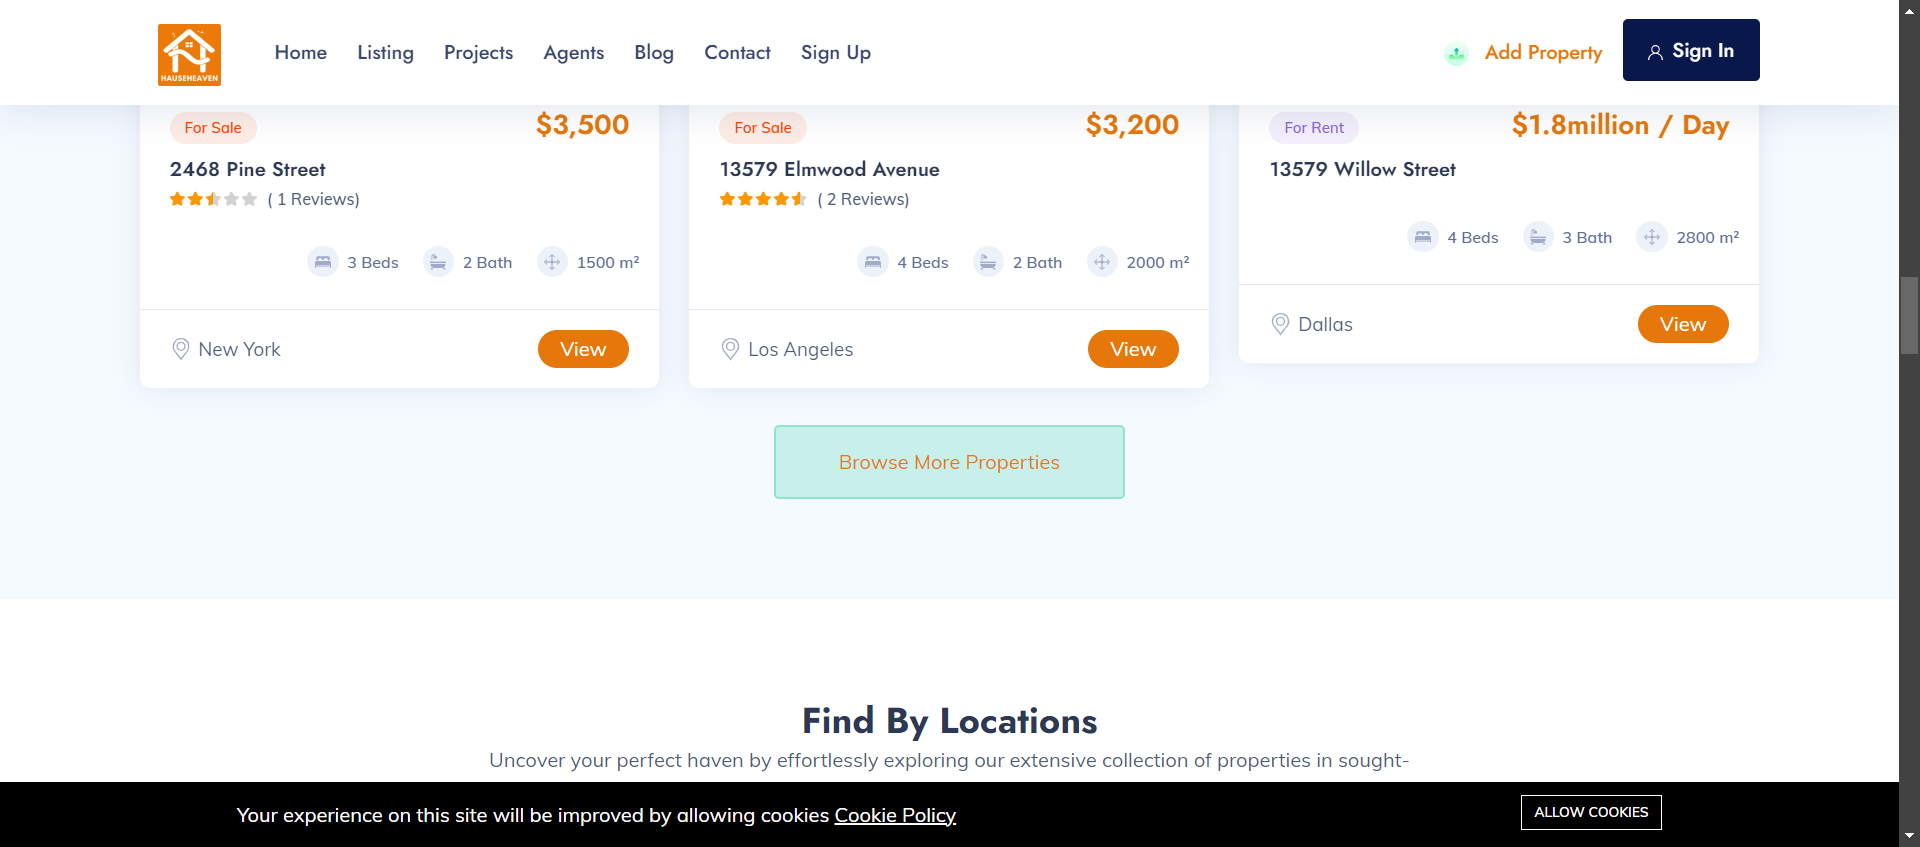 HAUSEHEAVEN
Home Listing Projects Agents Blog Contact Sign Up
Add Property
Sign In
For Sale
$3,500
2468 Pine Street
( 1 Reviews)
3 Beds 2 Bath 1500 m²
New York
View
For Sale
$3,200
13579 Elmwood Avenue
( 2 Reviews)
4 Beds 2 Bath 2000 m²
Los Angeles
View
For Rent
$1.8million / Day
13579 Willow Street
4 Beds 3 Bath 2800 m²
Dallas
View
Browse More Properties
Find By Locations
Uncover your perfect haven by effortlessly exploring our extensive collection of properties in sought-
Your experience on this site will be improved by allowing cookies Cookie Policy
ALLOW COOKIES